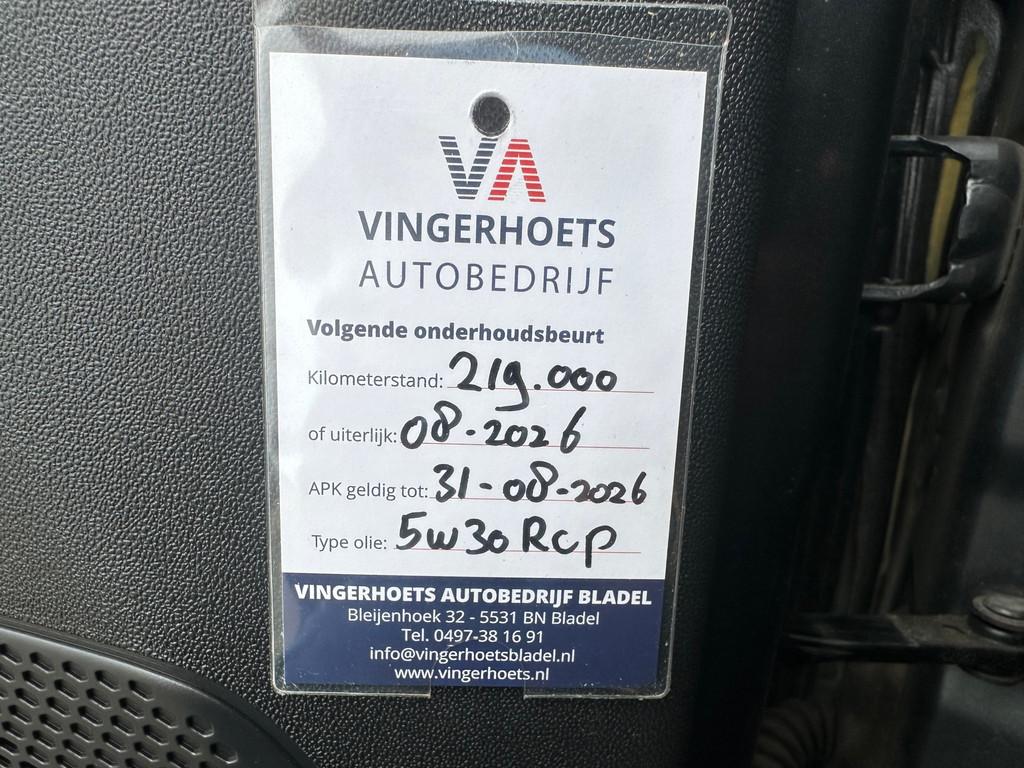 VA
VINGERHOETS
AUTOBEDRIJF
Volgende onderhoudsbeurt
Kilometerstand: 219.000
of uiterlijk: 08-2026
APK geldig tot: 31-08-2026
Type olie: 5w30 Rcp
VINGERHOETS AUTOBEDRIJF BLADEL
Bleijenhoek 32 - 5531 BN Bladel
Tel. 0497-38 16 91
info@vingerhoetsbladel.nl
www.vingerhoets.nl